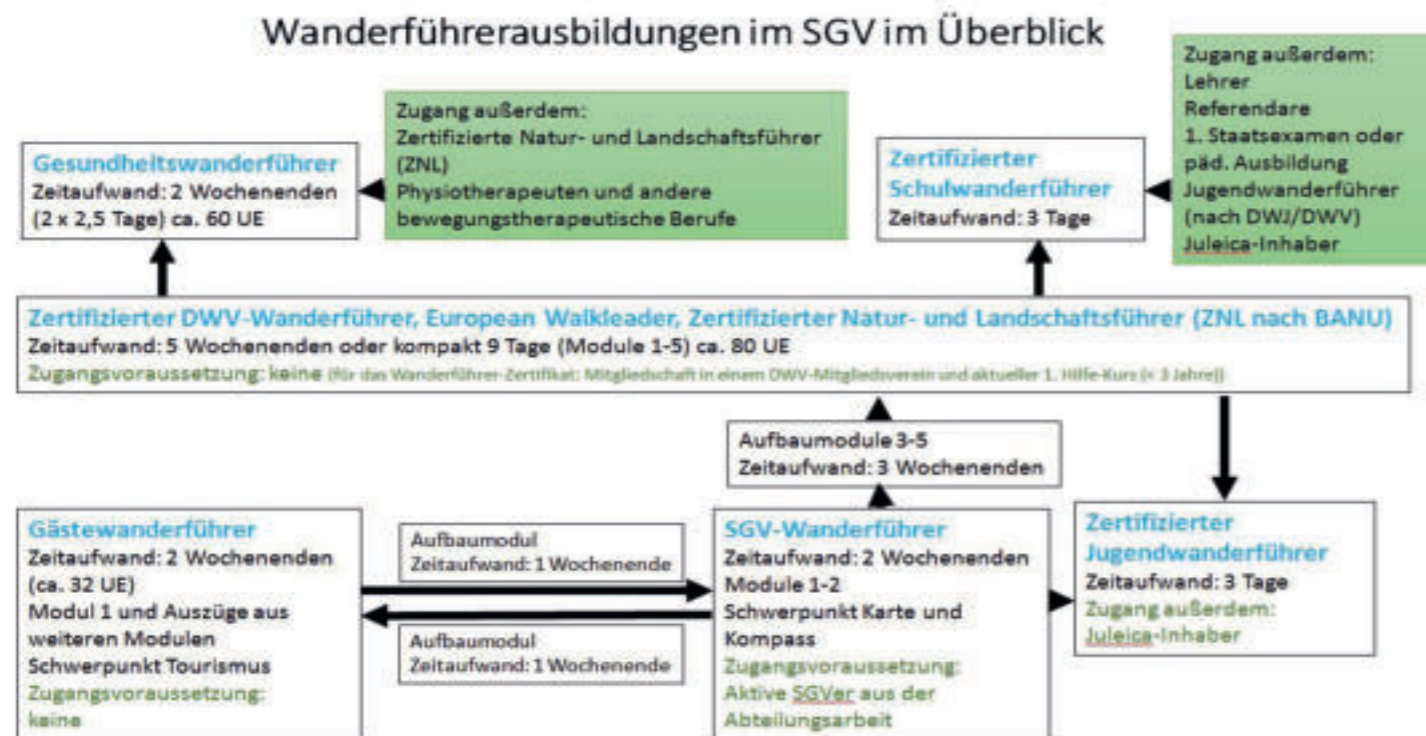 Wanderführerausbildungen im SGV im Überblick
Gesundheitswanderführer
Zeitaufwand: 2 Wochenenden
(2 x 2,5 Tage) ca. 60 UE
Zugang außerdem:
Zertifizierte Natur- und Landschaftsführer
(ZNL)
Physiotherapeuten und andere
bewegungstherapeutische Berufe
Zertifizierter
Schulwanderführer
Zeitaufwand: 3 Tage
Zugang außerdem:
Lehrer
Referendare
1. Staatsexamen oder
päd. Ausbildung
Jugendwanderführer
(nach DWJ/DWV)
Juleica-Inhaber
Zertifizierter DWV-Wanderführer, European Walkleader, Zertifizierter Natur- und Landschaftsführer (ZNL nach BANU)
Zeitaufwand: 5 Wochenenden oder kompakt 9 Tage (Module 1-5) ca. 80 UE
Zugangsvoraussetzung: keine (für das Wanderführer-Zertifikat: Mitgliedschaft in einem DWV-Mitgliedsverein und aktueller 1. Hilfe-Kurs (< 3 Jahre))
Aufbaumodule 3-5
Zeitaufwand: 3 Wochenenden
Gästewanderführer
Zeitaufwand: 2 Wochenenden
(ca. 32 UE)
Modul 1 und Auszüge aus
weiteren Modulen
Schwerpunkt Tourismus
Zugangsvoraussetzung:
keine
Aufbaumodul
Zeitaufwand: 1 Wochenende
Aufbaumodul
Zeitaufwand: 1 Wochenende
SGV-Wanderführer
Zeitaufwand: 2 Wochenenden
Module 1-2
Schwerpunkt Karte und
Kompass
Zugangsvoraussetzung:
Aktive SGVer aus der
Abteilungsarbeit
Zertifizierter
Jugendwanderführer
Zeitaufwand: 3 Tage
Zugang außerdem:
Juleica-Inhaber